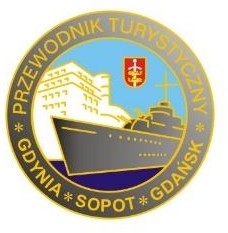 PRZEWODNIK TURYSTYCZNY
* GDYNIA * SOPOT * GDAŃSK *